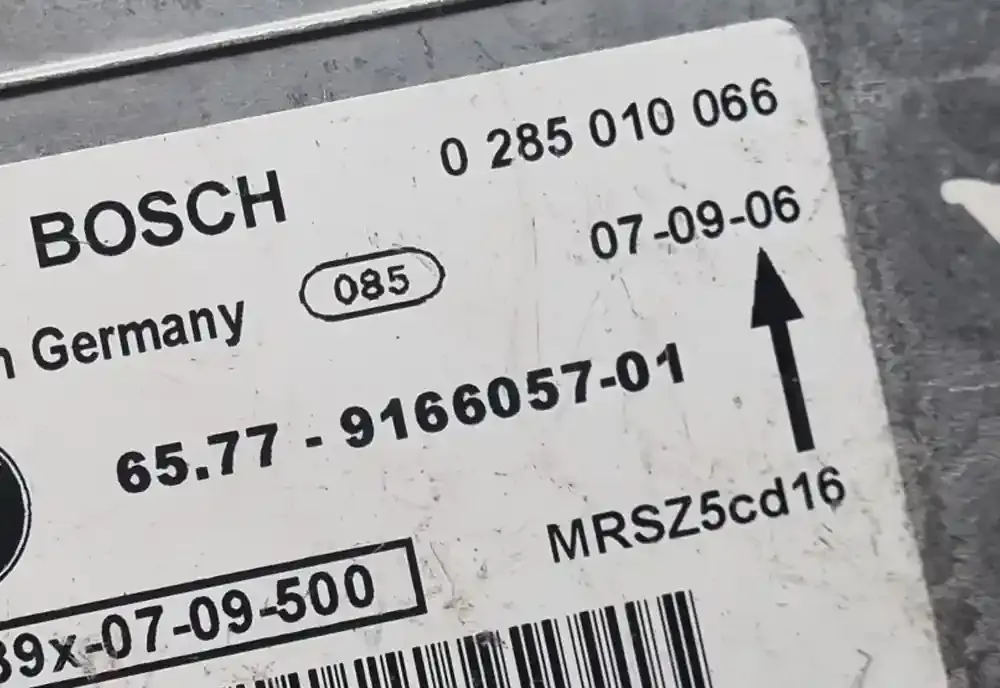 0 285 010 066
BOSCH
07-09-06
085
Germany
65.77 - 9166057-01
MRSZ5cd16
39x-07-09-500